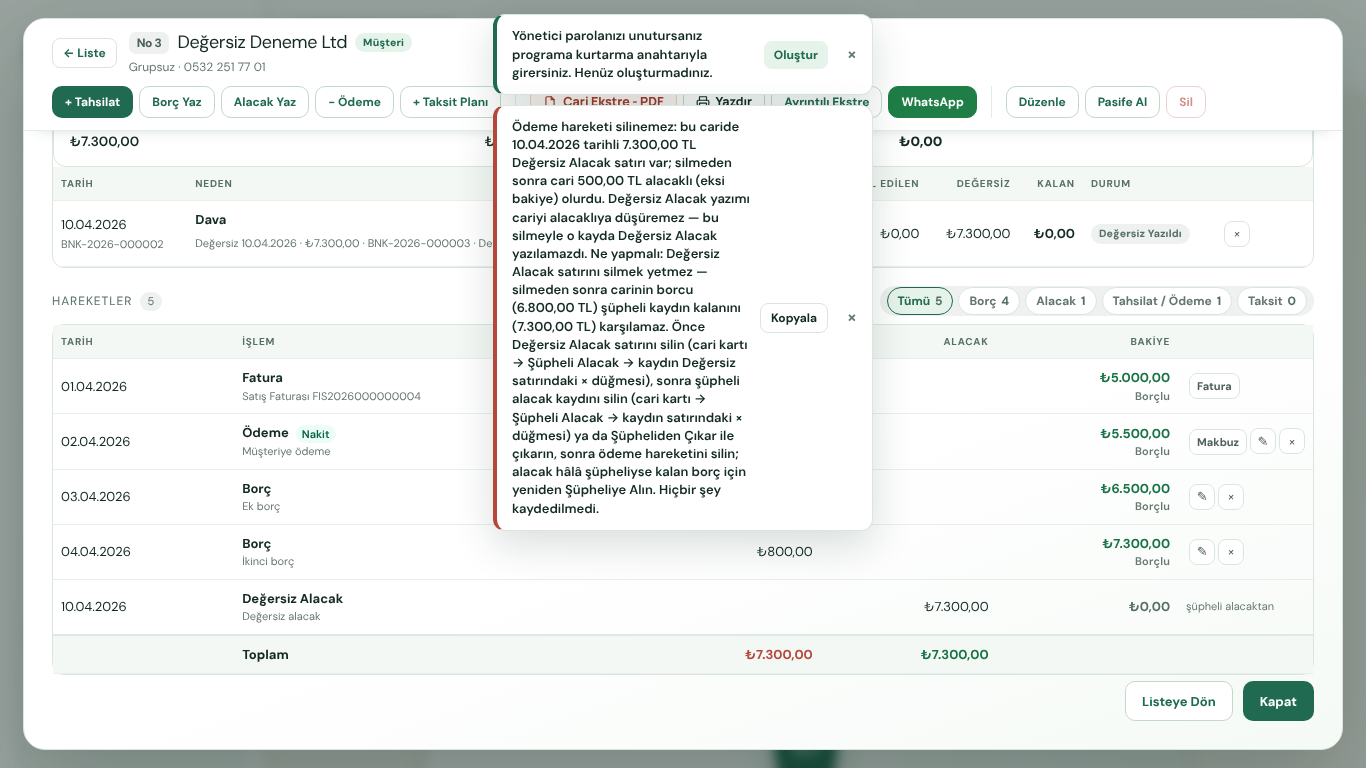 ← Liste
No 3 Değersiz Deneme Ltd Müşteri
Grupsuz · 0532 251 77 01
Yönetici parolanızı unutursanız
programa kurtarma anahtarıyla
girersiniz. Henüz oluşturmadınız.
Oluştur ×
+ Tahsilat Borç Yaz Alacak Yaz − Ödeme + Taksit Planı Cari Ekstre - PDF Yazdır Ayrıntılı Ekstre WhatsApp Düzenle Pasife Al Sil
₺7.300,00 ₺0,00
TARİH NEDEN EDİLEN DEĞERSİZ KALAN DURUM
10.04.2026
BNK-2026-000002
Dava
Değersiz 10.04.2026 · ₺7.300,00 · BNK-2026-000003 · De
₺0,00 ₺7.300,00 ₺0,00 Değersiz Yazıldı ×
Ödeme hareketi silinemez: bu caride
10.04.2026 tarihli 7.300,00 TL
Değersiz Alacak satırı var; silmeden
sonra cari 500,00 TL alacaklı (eksi
bakiye) olurdu. Değersiz Alacak yazımı
cariyi alacaklıya düşüremez — bu
silmeyle o kayda Değersiz Alacak
yazılamazdı. Ne yapmalı: Değersiz
Alacak satırını silmek yetmez —
silmeden sonra carinin borcu
(6.800,00 TL) şüpheli kaydın kalanını
(7.300,00 TL) karşılamaz. Önce
Değersiz Alacak satırını silin (cari kartı
→ Şüpheli Alacak → kaydın Değersiz
satırındaki × düğmesi), sonra şüpheli
alacak kaydını silin (cari kartı →
Şüpheli Alacak → kaydın satırındaki ×
düğmesi) ya da Şüpheliden Çıkar ile
çıkarın, sonra ödeme hareketini silin;
alacak hâlâ şüpheliyse kalan borç için
yeniden Şüpheliye Alın. Hiçbir şey
kaydedilmedi.
Kopyala ×
HAREKETLER 5 Tümü 5 Borç 4 Alacak 1 Tahsilat / Ödeme 1 Taksit 0
TARİH İŞLEM ALACAK BAKİYE
01.04.2026 Fatura ₺5.000,00 Fatura
Satış Faturası FIS2026000000004 Borçlu
02.04.2026 Ödeme Nakit ₺5.500,00 Makbuz ✎ ×
Müşteriye ödeme Borçlu
03.04.2026 Borç ₺6.500,00 ✎ ×
Ek borç Borçlu
04.04.2026 Borç ₺800,00 ₺7.300,00 ✎ ×
İkinci borç Borçlu
10.04.2026 Değersiz Alacak ₺7.300,00 ₺0,00 şüpheli alacaktan
Değersiz alacak
Toplam ₺7.300,00 ₺7.300,00
Listeye Dön Kapat